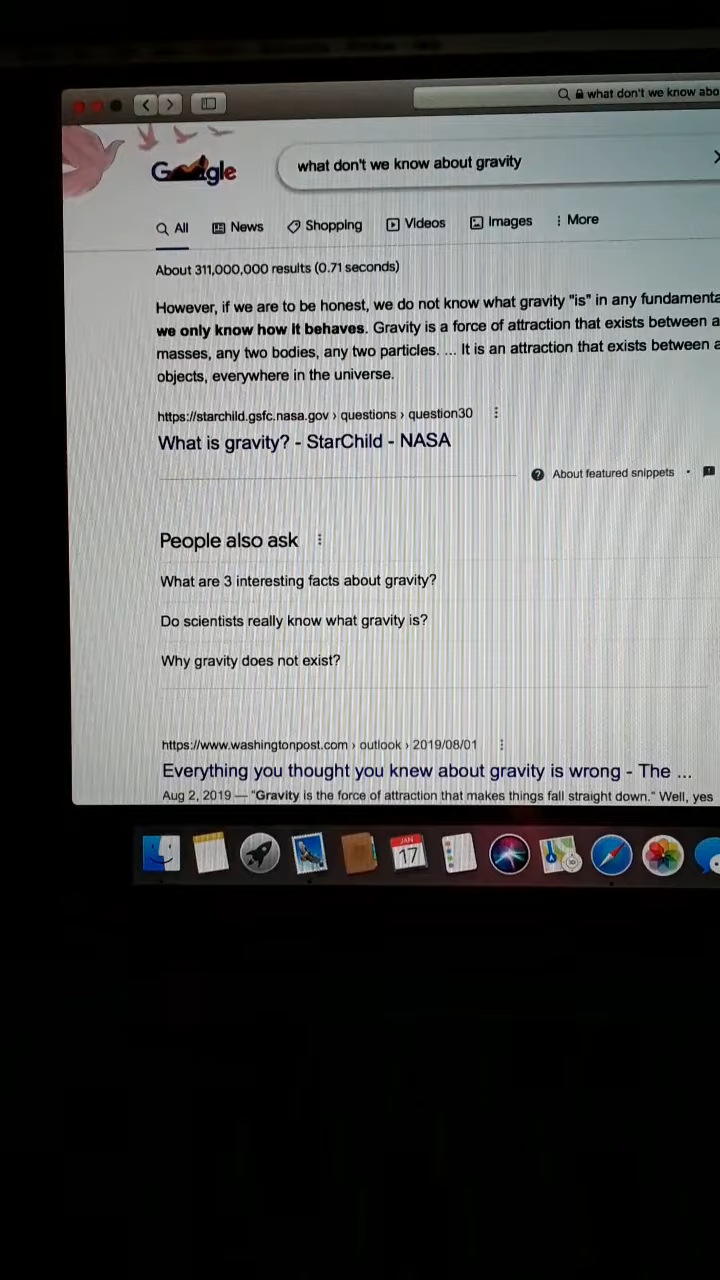 what don't we know abo
Google
what don't we know about gravity
All News Shopping Videos Images More
About 311,000,000 results (0.71 seconds)
However, if we are to be honest, we do not know what gravity "is" in any fundamenta
we only know how it behaves. Gravity is a force of attraction that exists between a
masses, any two bodies, any two particles. ... It is an attraction that exists between a
objects, everywhere in the universe.
https://starchild.gsfc.nasa.gov › questions › question30
What is gravity? - StarChild - NASA
About featured snippets
People also ask
What are 3 interesting facts about gravity?
Do scientists really know what gravity is?
Why gravity does not exist?
https://www.washingtonpost.com › outlook › 2019/08/01
Everything you thought you knew about gravity is wrong - The ...
Aug 2, 2019 — "Gravity is the force of attraction that makes things fall straight down." Well, yes
JAN
17